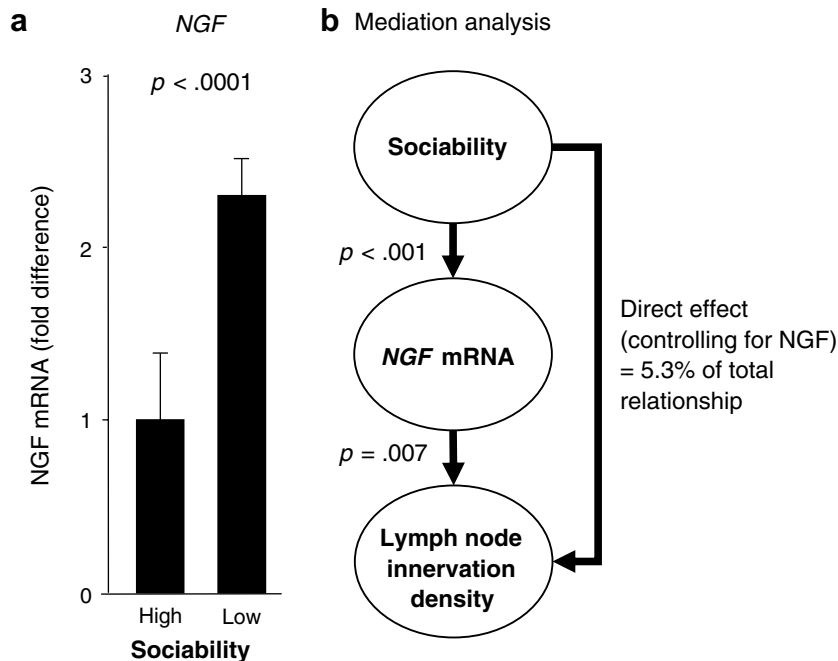 a
NGF
p < .0001
NGF mRNA (fold difference)
3
2
1
0
High
Low
Sociability
b Mediation analysis
Sociability
p < .001
NGF mRNA
p = .007
Lymph node
innervation
density
Direct effect
(controlling for NGF)
= 5.3% of total
relationship